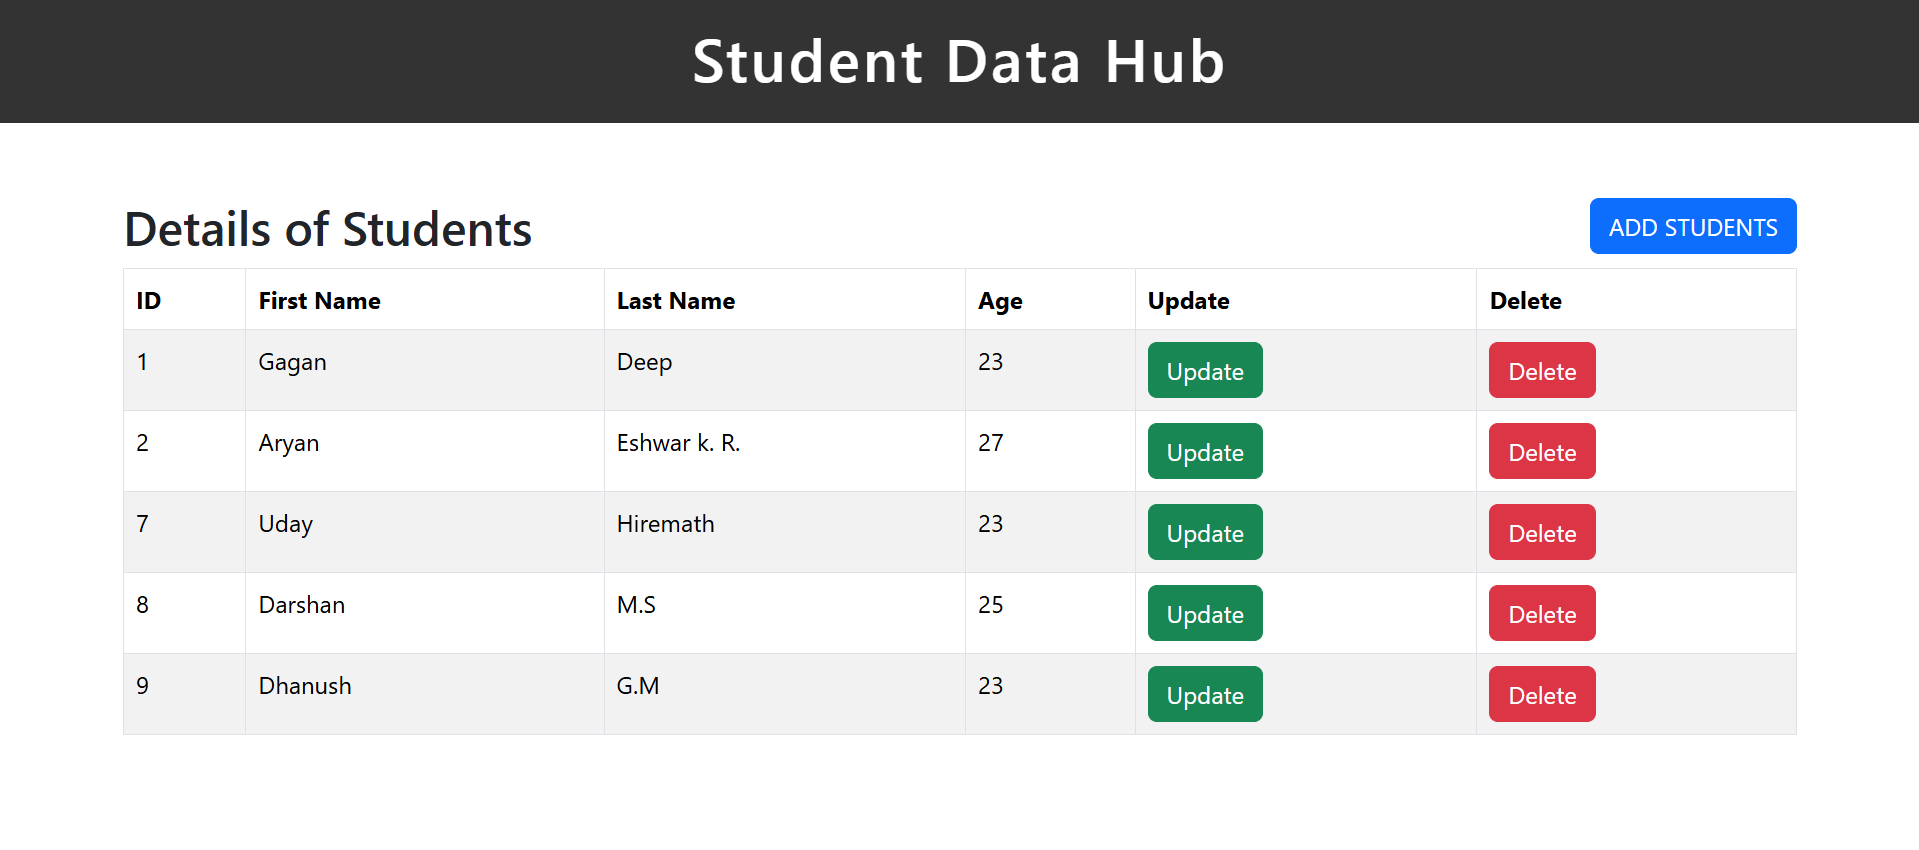 Student Data Hub
Details of Students
ADD STUDENTS
ID First Name Last Name Age Update Delete
1 Gagan Deep 23 Update Delete
2 Aryan Eshwar k. R. 27 Update Delete
7 Uday Hiremath 23 Update Delete
8 Darshan M.S 25 Update Delete
9 Dhanush G.M 23 Update Delete